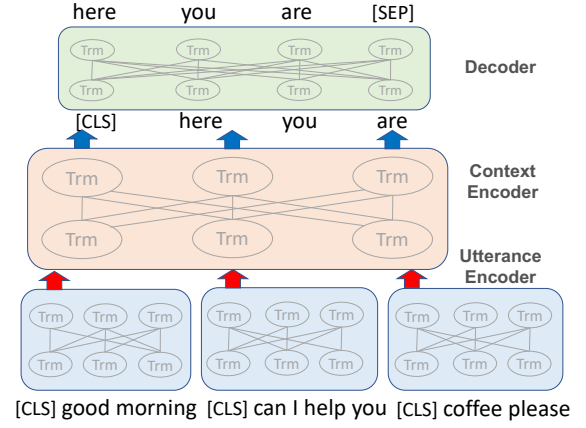 here you are [SEP]
Trm Trm Trm Trm
Decoder
Trm Trm Trm Trm
[CLS] here you are
Trm Trm Trm
Context
Encoder
Trm Trm Trm
Utterance
Encoder
Trm Trm Trm Trm Trm Trm Trm Trm Trm
Trm Trm Trm Trm Trm Trm Trm Trm Trm
[CLS] good morning [CLS] can I help you [CLS] coffee please